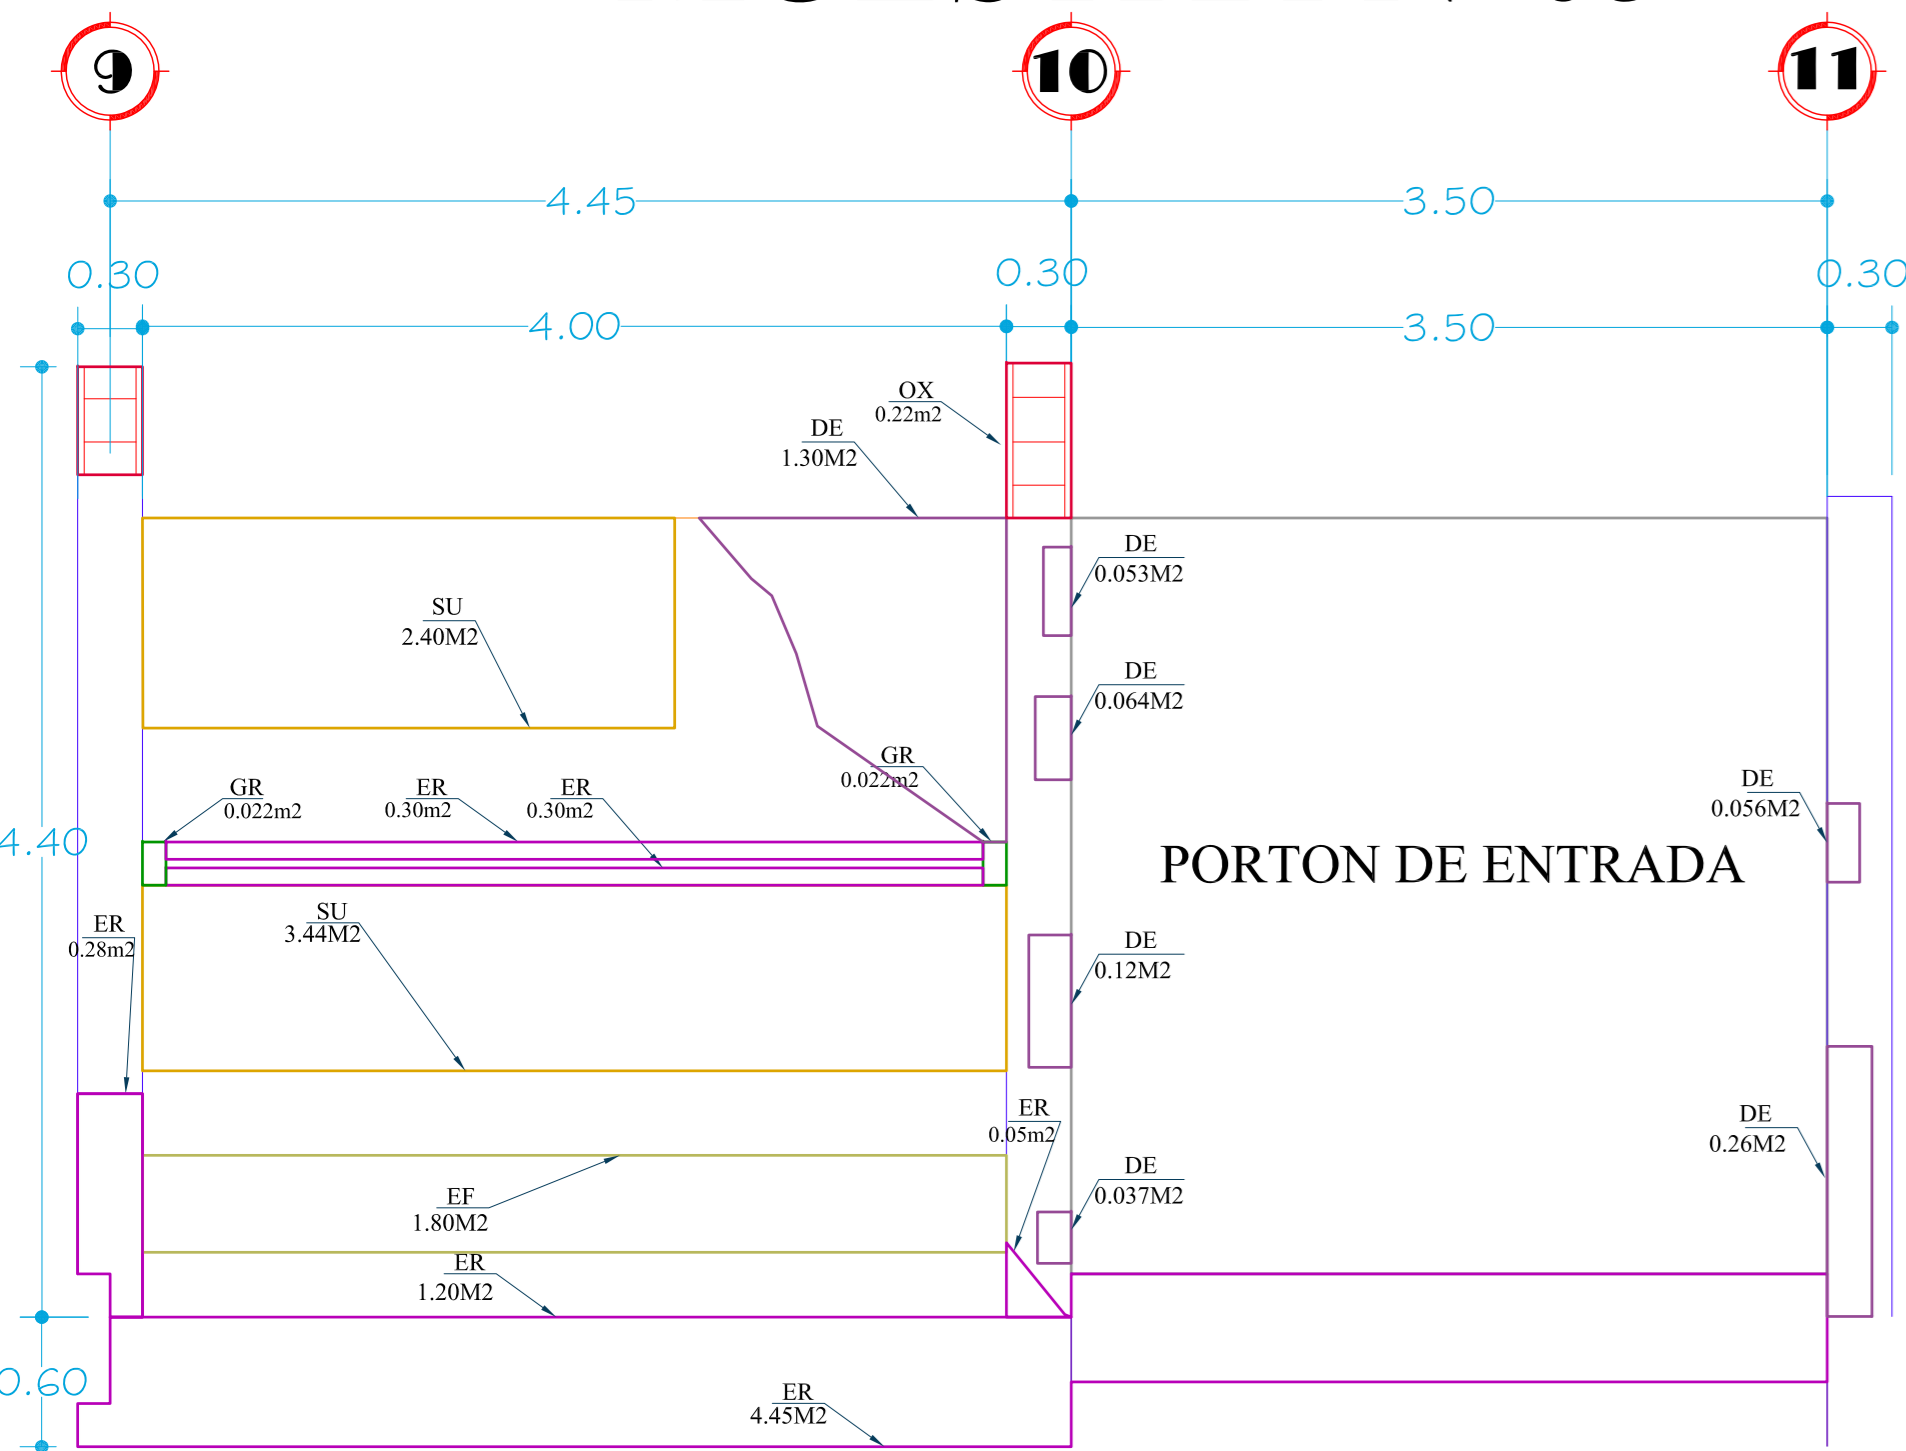 9
10
11
4.45
3.50
0.30
0.30
0.30
4.00
3.50
OX
0.22m2
DE
1.30M2
DE
0.053M2
SU
2.40M2
DE
0.064M2
GR
0.022m2
GR
0.022m2
ER
0.30m2
ER
0.30m2
DE
0.056M2
4.40
PORTON DE ENTRADA
SU
3.44M2
ER
0.28m2
DE
0.12M2
ER
0.05m2
DE
0.26M2
DE
0.037M2
EF
1.80M2
ER
1.20M2
0.60
ER
4.45M2